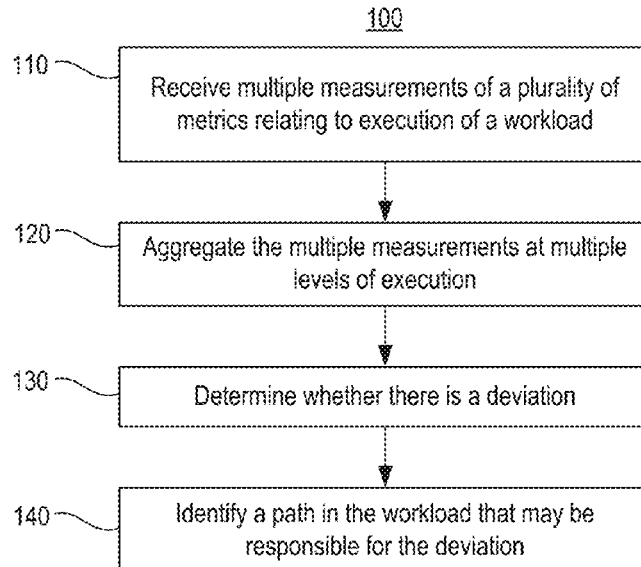 100
110
Receive multiple measurements of a plurality of
metrics relating to execution of a workload
120
Aggregate the multiple measurements at multiple
levels of execution
130
Determine whether there is a deviation
140
Identify a path in the workload that may be
responsible for the deviation